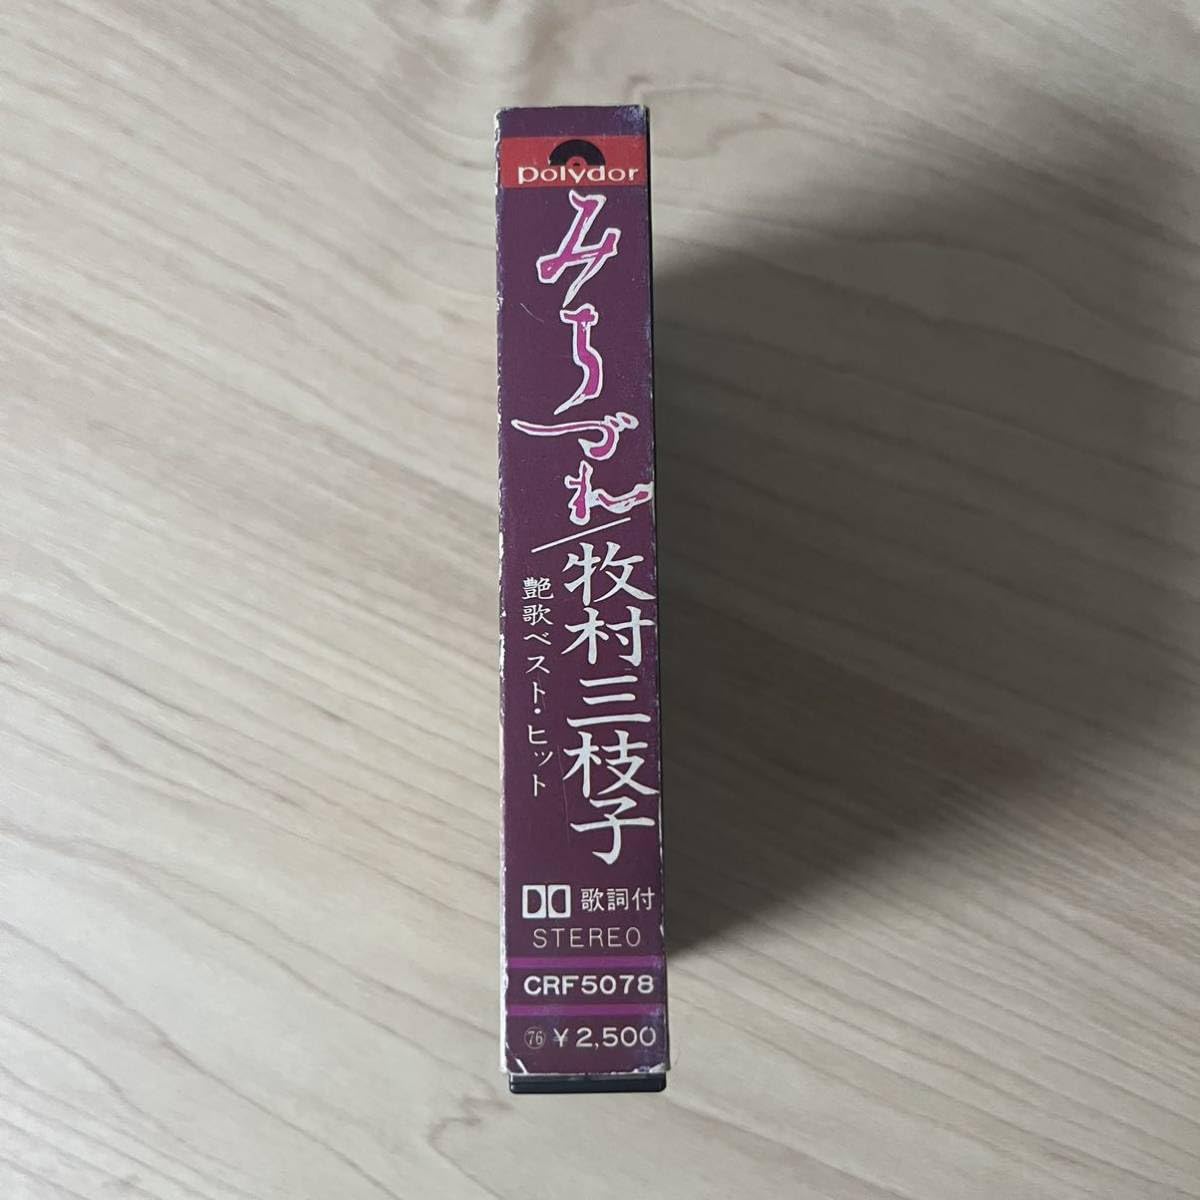 polydor
みちづれ/牧村三枝子
艶歌ベスト・ヒット
歌詞付
STEREO
CRF5078
㊻ ¥2,500